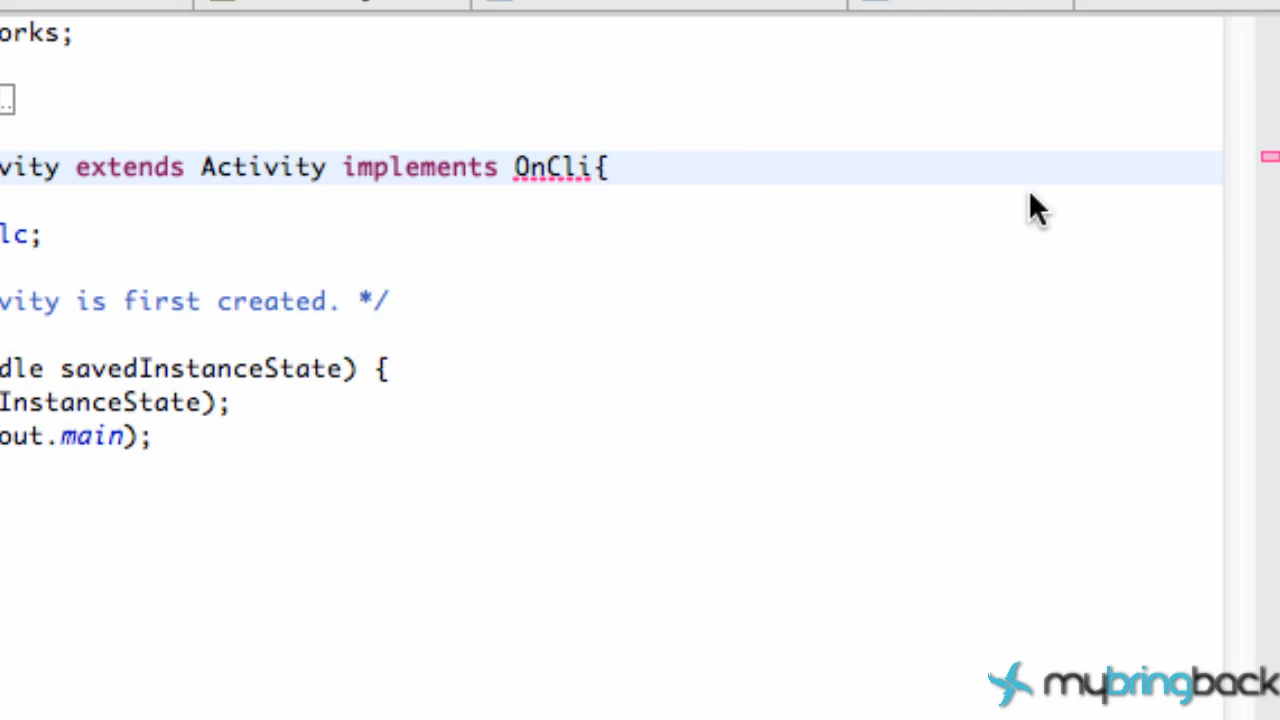 orks;
..
vity extends Activity implements OnCli{
lc;
vity is first created. */
dle savedInstanceState) {
InstanceState);
out.main);
mybringback